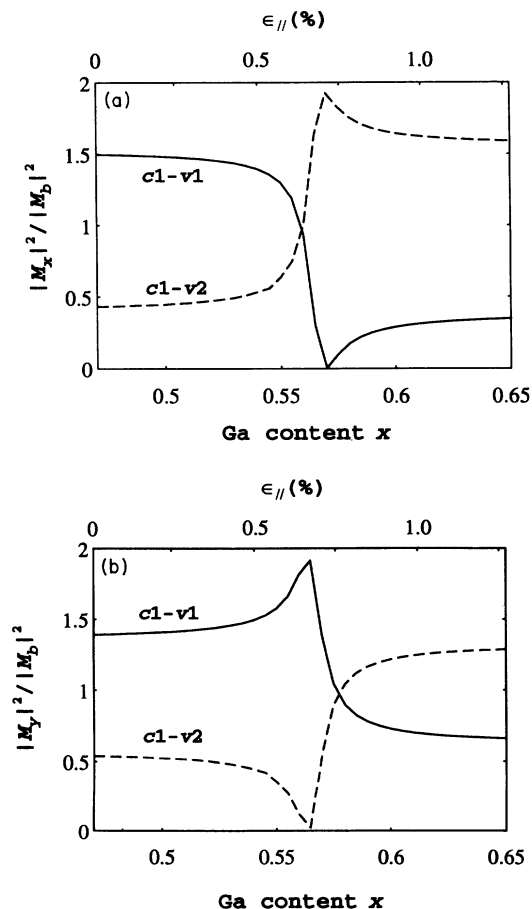 ϵ// (%)
0 0.5 1.0
(a)
2
1.5
1
0.5
0
|Mx|²/|Mb|²
c1-v1
c1-v2
0.5 0.55 0.6 0.65
Ga content x
ϵ// (%)
0 0.5 1.0
(b)
2
1.5
1
0.5
0
|My|²/|Mb|²
c1-v1
c1-v2
0.5 0.55 0.6 0.65
Ga content x